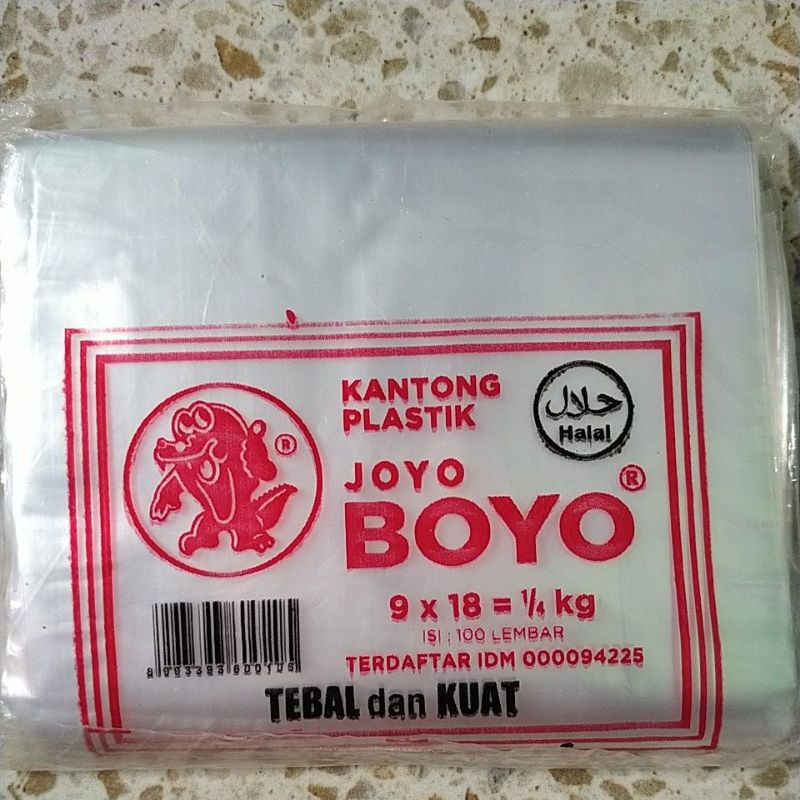 KANTONG
PLASTIK
حلال
Halal
®
JOYO
BOYO®
9 x 18 = ¼ kg
ISI : 100 LEMBAR
TERDAFTAR IDM 000094225
TEBAL dan KUAT